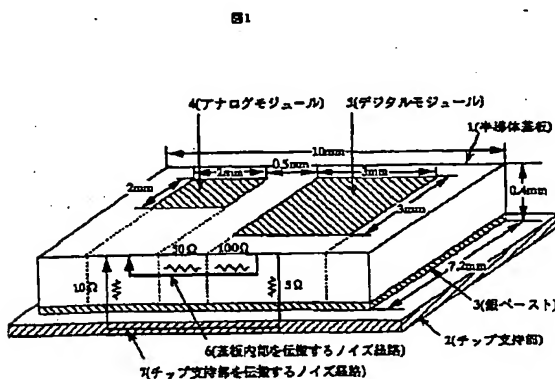 図1
4(アナログモジュール)
5(デジタルモジュール)
1(半導体基板)
10mm
0.5mm
2mm
3mm
2mm
3mm
0.4mm
50Ω
100Ω
10Ω
5Ω
7.2mm
3(銀ペースト)
2(チップ支持部)
6(基板内部を伝搬するノイズ経路)
7(チップ支持部を伝搬するノイズ経路)